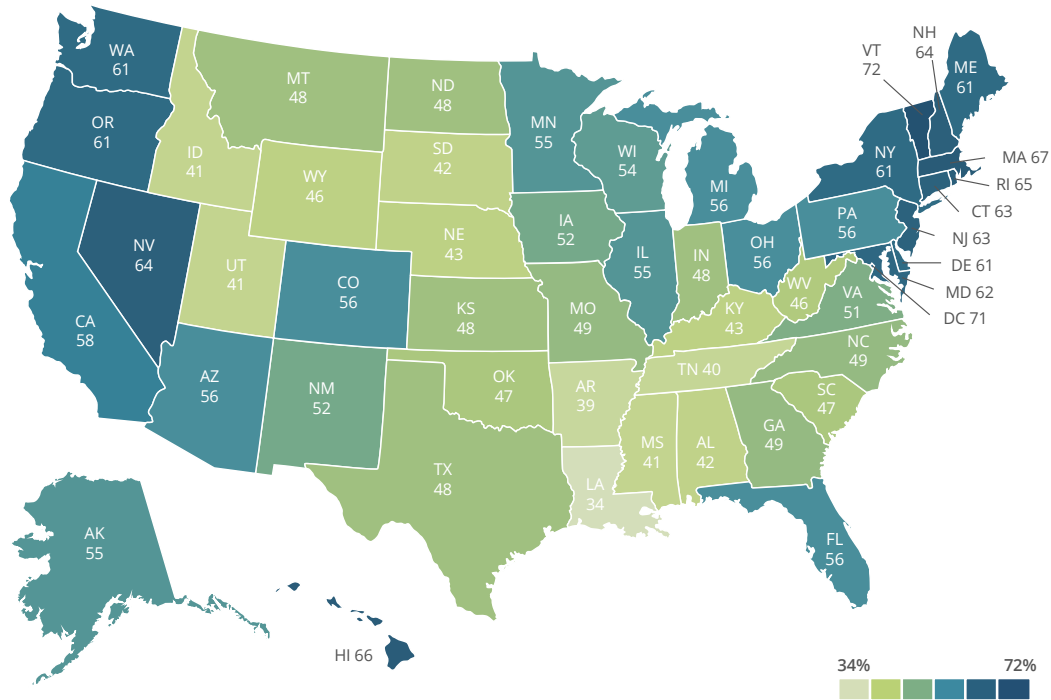 WA
61
OR
61
CA
58
NV
64
ID
41
MT
48
WY
46
UT
41
AZ
56
CO
56
NM
52
ND
48
SD
42
NE
43
KS
48
OK
47
TX
48
MN
55
IA
52
MO
49
AR
39
LA
34
WI
54
IL
55
MI
56
IN
48
OH
56
KY
43
TN 40
MS
41
AL
42
GA
49
FL
56
SC
47
NC
49
VA
51
WV
46
PA
56
NY
61
VT
72
NH
64
ME
61
MA 67
RI 65
CT 63
NJ 63
DE 61
MD 62
DC 71
AK
55
HI 66
34% 72%